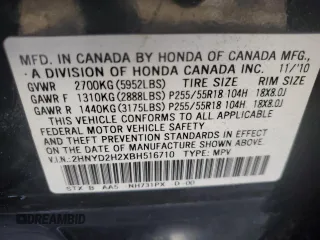 MFD. IN CANADA BY HONDA OF CANADA MFG.,
A DIVISION OF HONDA CANADA INC. 11/'10
GVWR 2700KG(5952LBS) TIRE SIZE RIM
GAWR F 1310KG(2888LBS) P255/55R18 104H 18X8.0J
GAWR R 1440KG(3175LBS) P255/55R18 104H 18X8.0J
THIS VEHICLE CONFORMS TO ALL APPLICABLE
FEDERAL MOTOR VEHICLE SAFETY AND THEFT
PREVENTION STANDARDS IN EFFECT ON THE
DATE OF MANUFACTURE SHOWN ABOVE.
V.I.N.:2HNYD2H2XBH516710 TYPE: MPV
STX B AA5 NH731PX D-00